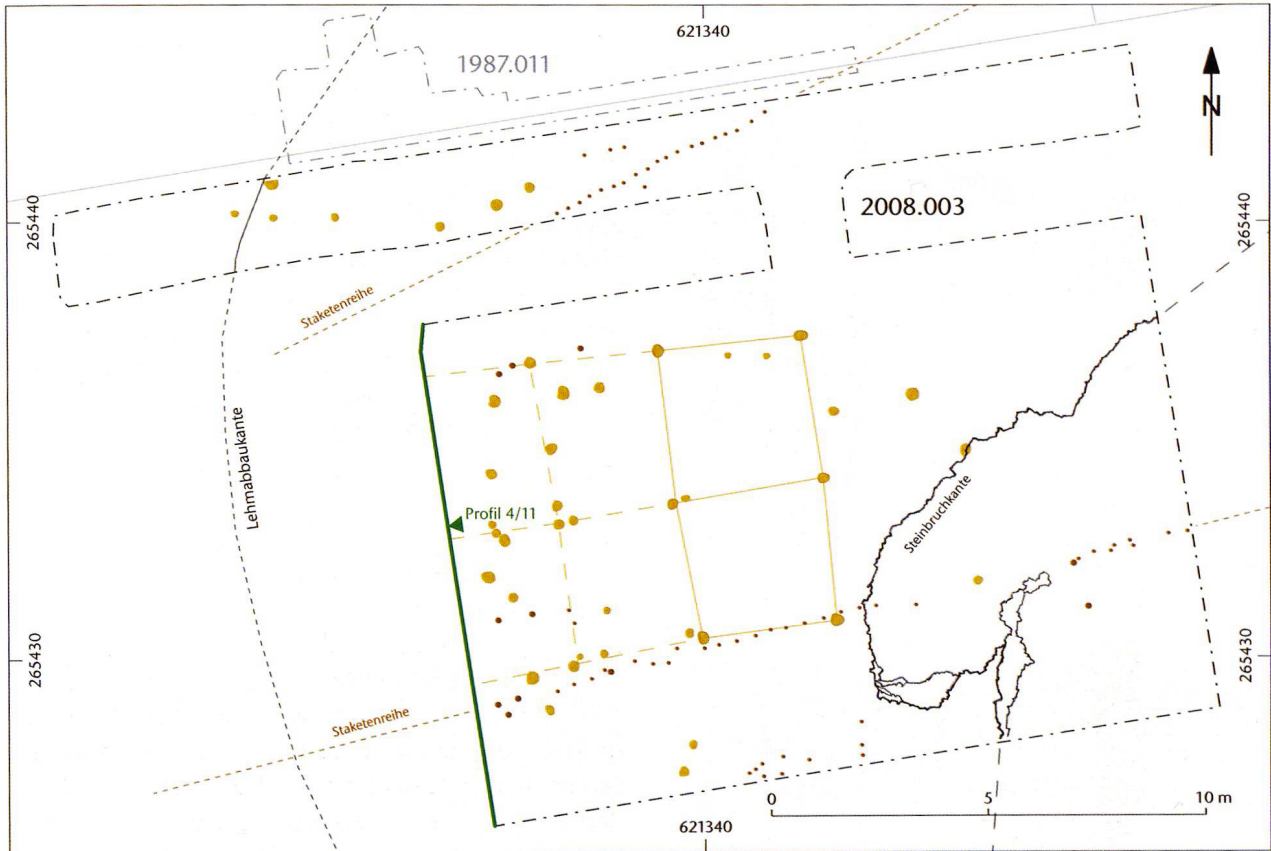 621340
1987.011
N
2008.003
265440
265440
Staketenreihe
Lehmabbaukante
Profil 4/11
Steinbruchkante
265430
265430
Staketenreihe
0 5 10 m
621340